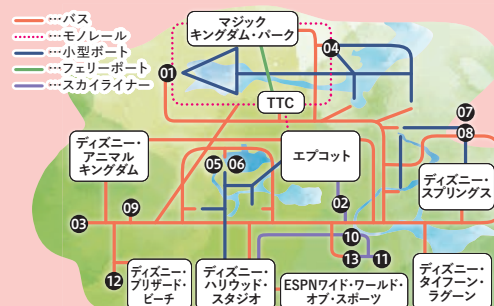 …バス
…モノレール
…小型ボート
…フェリーボート
…スカイライナー
マジック
キングダム・パーク
01
04
TTC
07
08
ディズニー・
アニマル
キングダム
05
06
エプコット
ディズニー・
スプリングス
02
03
09
10
12
13
11
ディズニー・
ブリザード・
ビーチ
ディズニー・
ハリウッド・
スタジオ
ESPNワイド・ワールド・
オブ・スポーツ
ディズニー・
タイフーン・
ラグーン